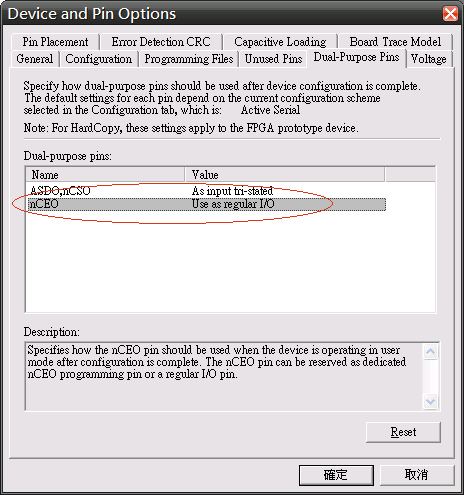 Device and Pin Options
Pin Placement Error Detection CRC Capacitive Loading Board Trace Model
General Configuration Programming Files Unused Pins Dual-Purpose Pins Voltage
Specify how dual-purpose pins should be used after device configuration is complete.
The default settings for each pin depend on the current configuration scheme
selected in the Configuration tab, which is: Active Serial
Note: For HardCopy, these settings apply to the FPGA prototype device.
Dual-purpose pins:
Name Value
ASDO,nCSO As input tri-stated
nCEO Use as regular I/O
Description:
Specifies how the nCEO pin should be used when the device is operating in user
mode after configuration is complete. The nCEO pin can be reserved as dedicated
nCEO programming pin or a regular I/O pin.
Reset
確定 取消